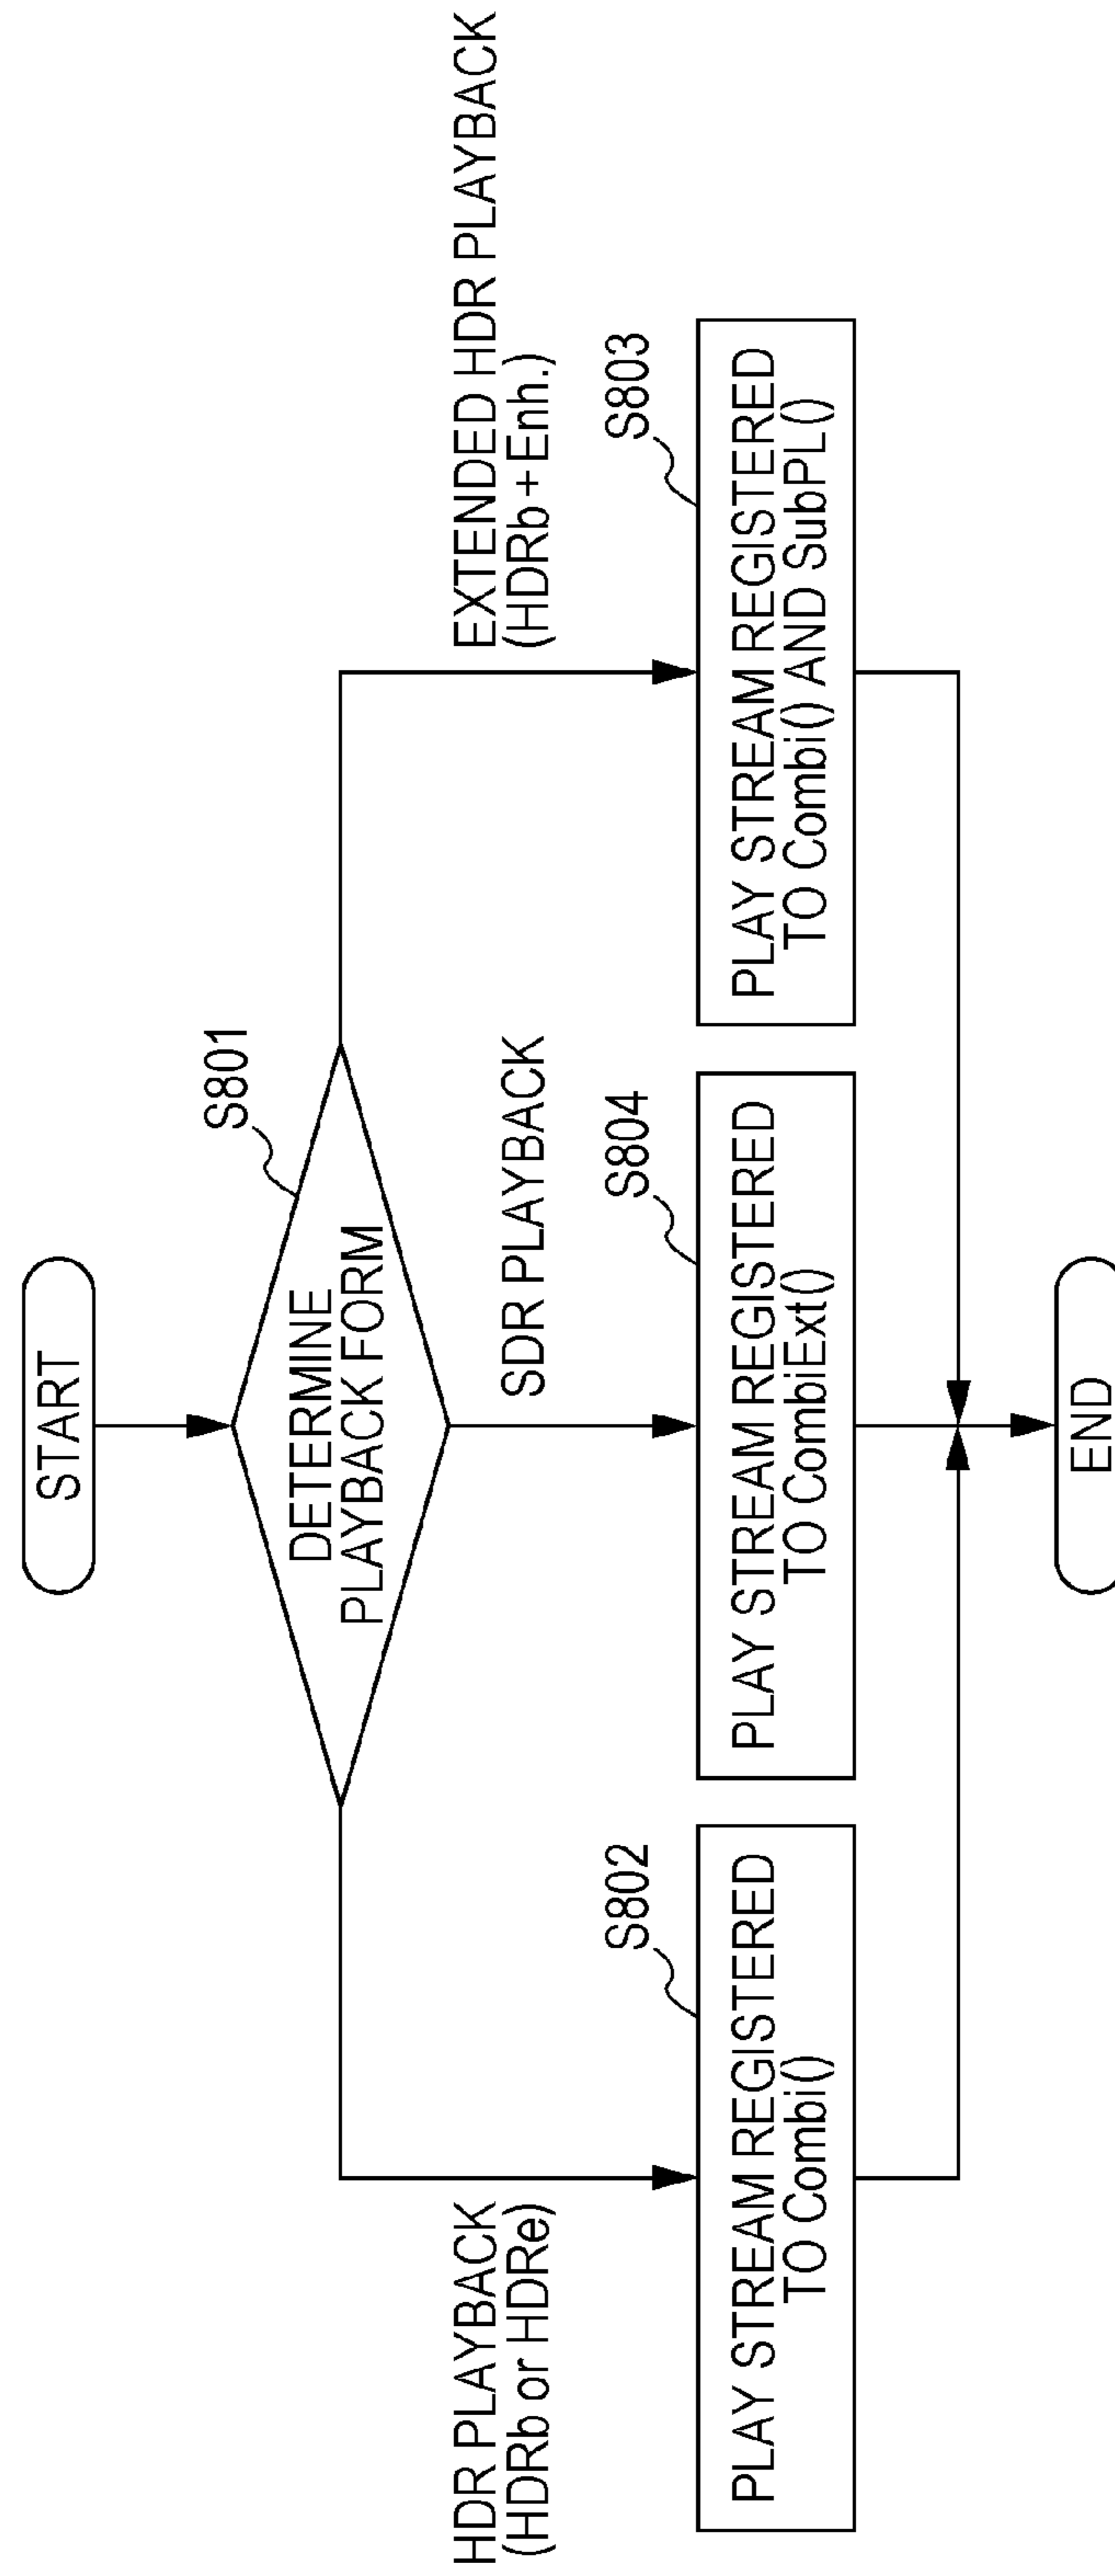 START
S801
DETERMINE
PLAYBACK FORM
HDR PLAYBACK
(HDRb or HDRe)
SDR PLAYBACK
EXTENDED HDR PLAYBACK
(HDRb+Enh.)
S802
PLAY STREAM REGISTERED
TO Combi()
S804
PLAY STREAM REGISTERED
TO CombiExt()
S803
PLAY STREAM REGISTERED
TO Combi() AND SubPL()
END